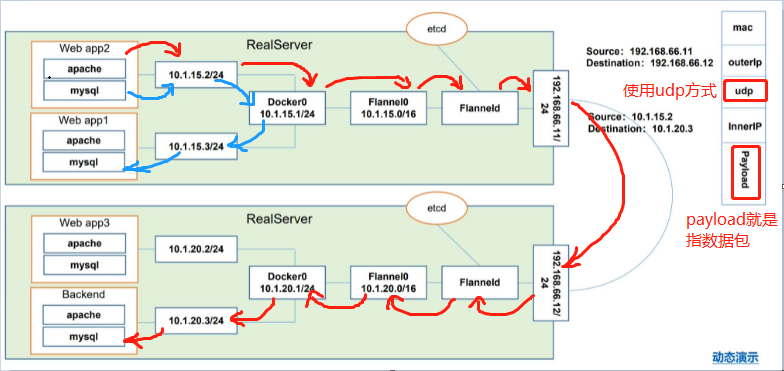 etcd
RealServer
Web app2
apache
mysql
10.1.15.2/24
Docker0
10.1.15.1/24
Flannel0
10.1.15.0/16
Flanneld
192.168.66.11/
24
Web app1
apache
mysql
10.1.15.3/24
Source：192.168.66.11
Destination：192.168.66.12
使用udp方式
Source：10.1.15.2
Destination：10.1.20.3
mac
outerIp
udp
InnerIP
Payload
payload就是
指数据包
etcd
RealServer
Web app3
apache
mysql
10.1.20.2/24
Docker0
10.1.20.1/24
Flannel0
10.1.20.0/16
Flanneld
192.168.66.12/
24
Backend
apache
mysql
10.1.20.3/24
动态演示